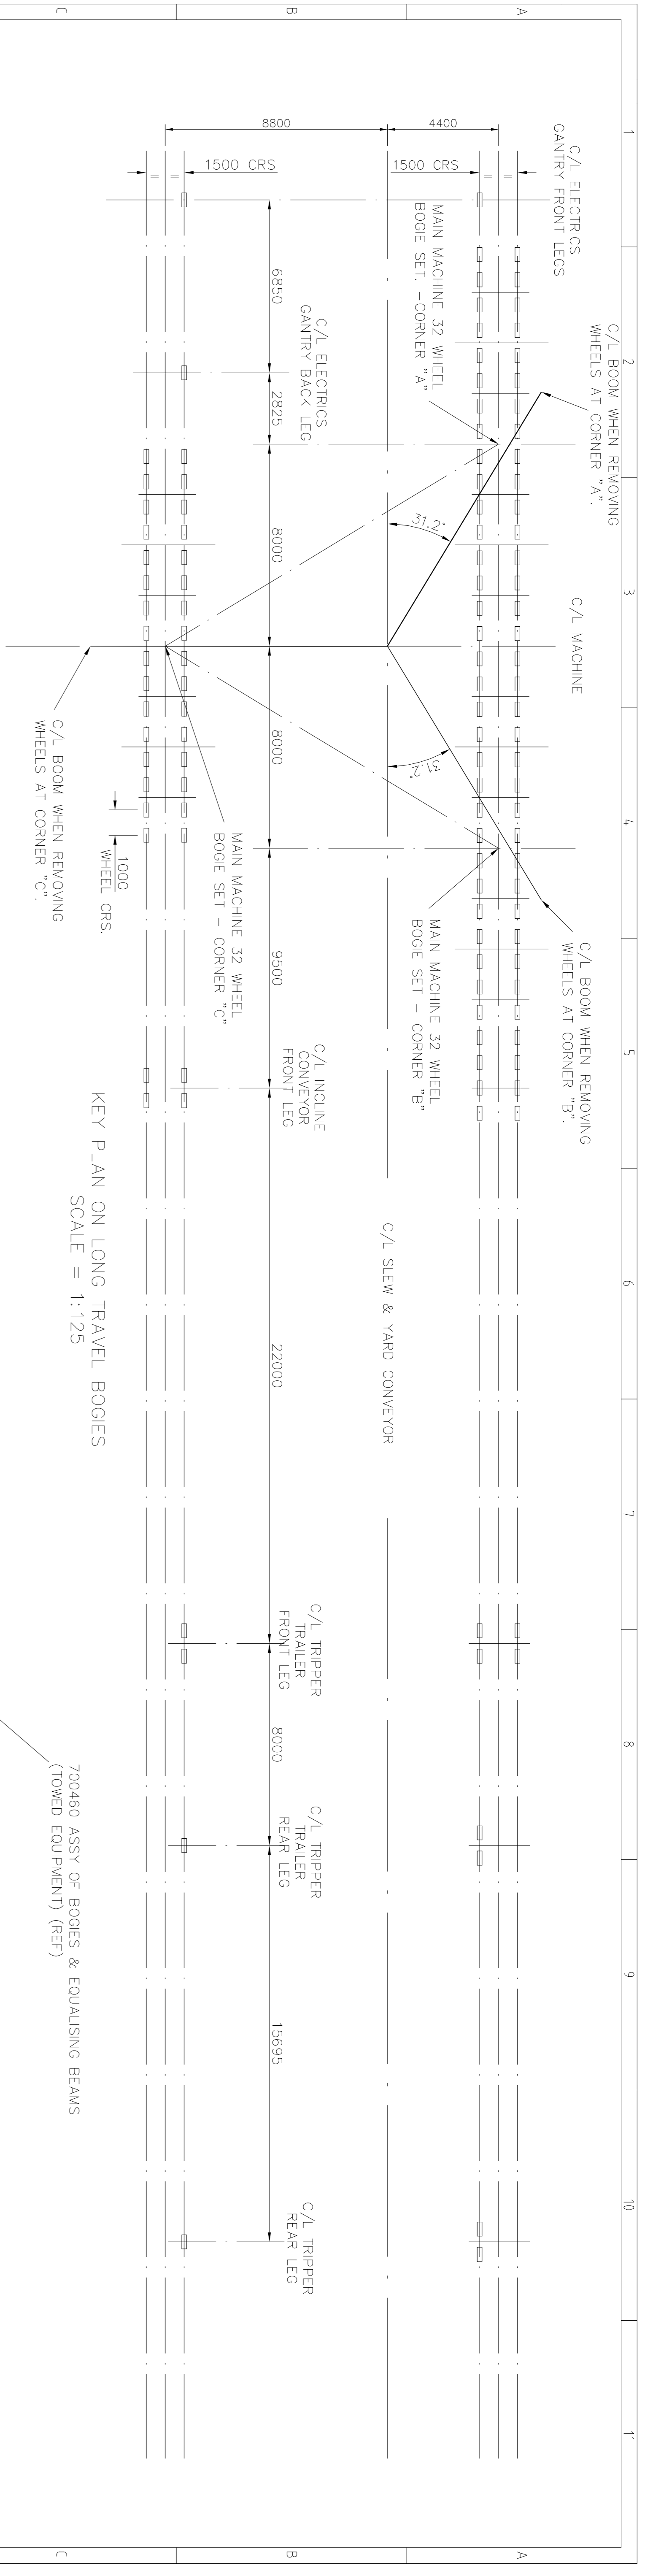 1
2
3
4
5
6
7
8
9
10
11
A
B
C
A
B
C
C/L ELECTRICS
GANTRY FRONT LEGS
C/L BOOM WHEN REMOVING
WHEELS AT CORNER "A".
C/L MACHINE
C/L BOOM WHEN REMOVING
WHEELS AT CORNER "B".
MAIN MACHINE 32 WHEEL
BOGIE SET. -CORNER "A"
MAIN MACHINE 32 WHEEL
BOGIE SET - CORNER "B"
4400
8800
1500 CRS
1500 CRS
=
=
=
=
31.2°
31.2°
C/L SLEW & YARD CONVEYOR
C/L ELECTRICS
GANTRY BACK LEG
C/L INCLINE
CONVEYOR
FRONT LEG
C/L TRIPPER
TRAILER
FRONT LEG
C/L TRIPPER
TRAILER
REAR LEG
C/L TRIPPER
REAR LEG
6850
2825
8000
8000
9500
22000
8000
15695
MAIN MACHINE 32 WHEEL
BOGIE SET - CORNER "C"
1000
WHEEL CRS.
C/L BOOM WHEN REMOVING
WHEELS AT CORNER "C".
KEY PLAN ON LONG TRAVEL BOGIES
SCALE = 1:125
700460 ASSY OF BOGIES & EQUALISING BEAMS
(TOWED EQUIPMENT) (REF)